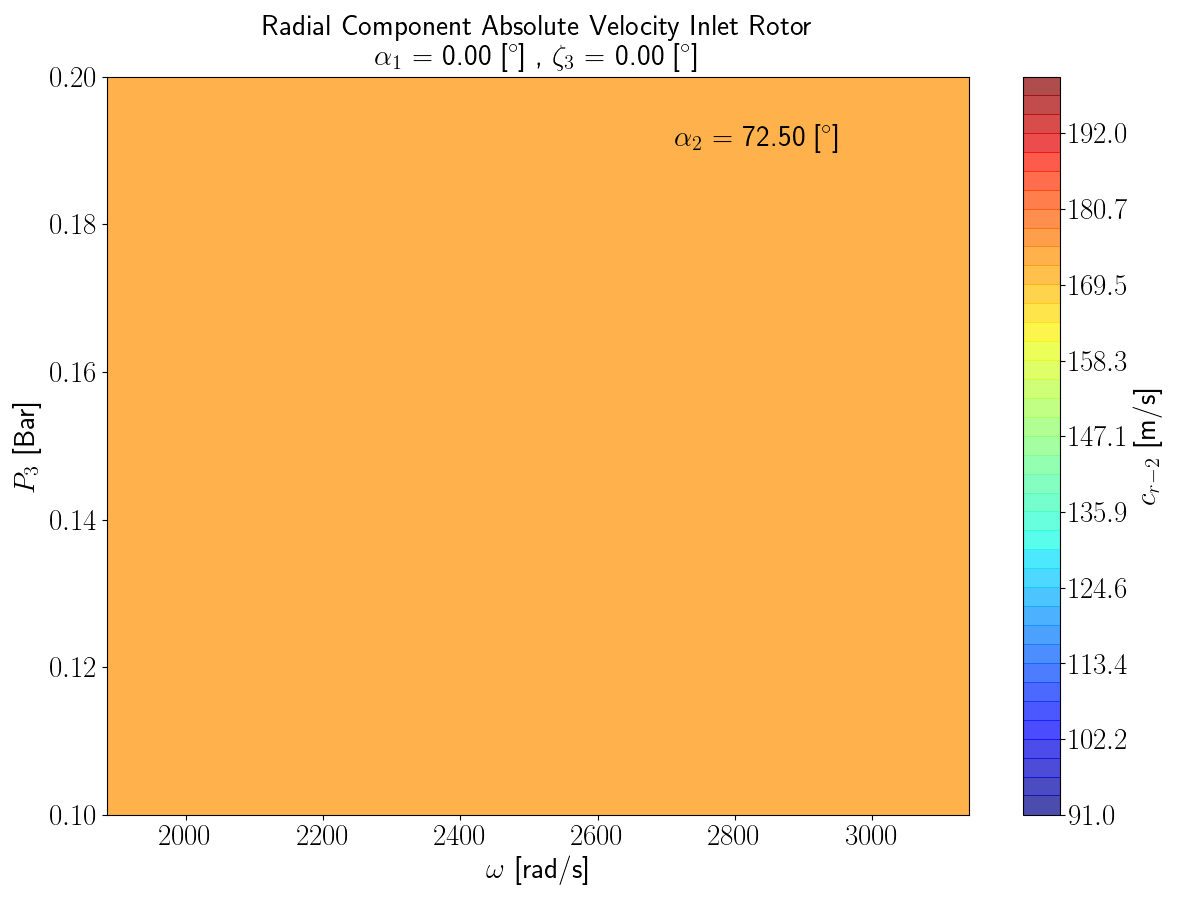 Radial Component Absolute Velocity Inlet Rotor
α₁ = 0.00 [°] , ζ₃ = 0.00 [°]
α₂ = 72.50 [°]
P₃ [Bar]
0.20
0.18
0.16
0.14
0.12
0.10
2000 2200 2400 2600 2800 3000
ω [rad/s]
192.0
180.7
169.5
158.3
147.1
135.9
124.6
113.4
102.2
91.0
c_{r−2} [m/s]